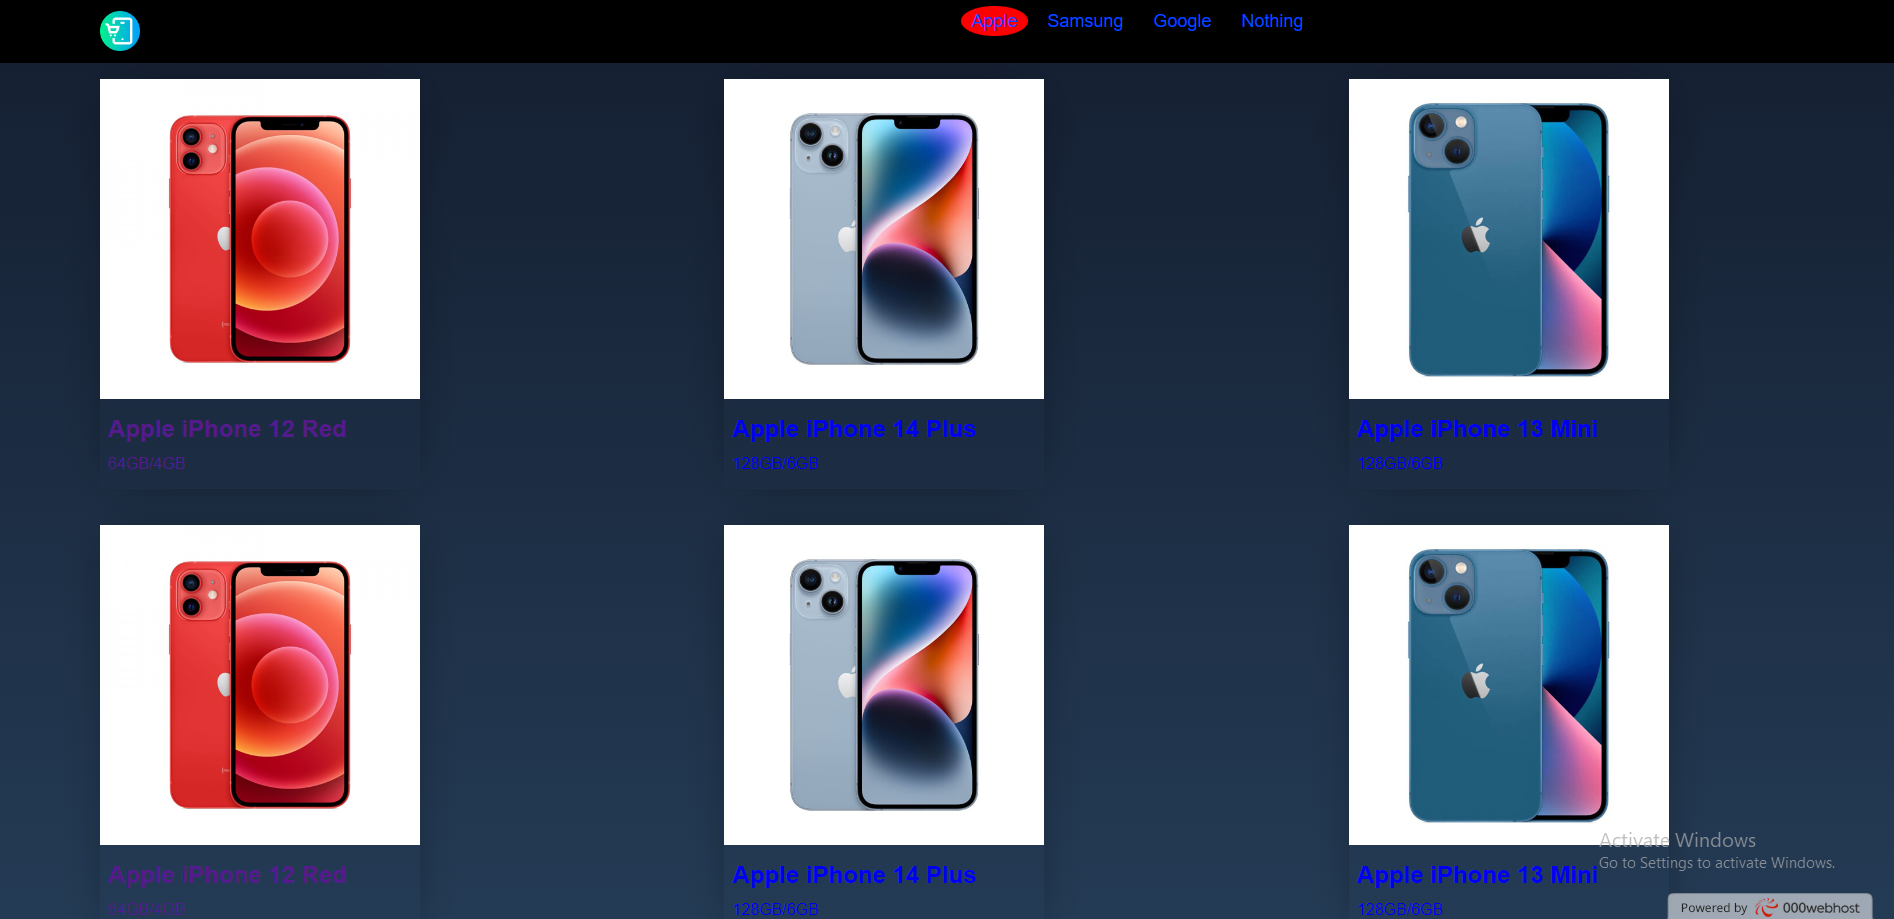 Apple Samsung Google Nothing
Apple iPhone 12 Red
64GB/4GB
Apple iPhone 14 Plus
128GB/6GB
Apple iPhone 13 Mini
128GB/6GB
Apple iPhone 12 Red
64GB/4GB
Apple iPhone 14 Plus
128GB/6GB
Apple iPhone 13 Mini
128GB/6GB
Activate Windows
Go to Settings to activate Windows.
Powered by 000webhost